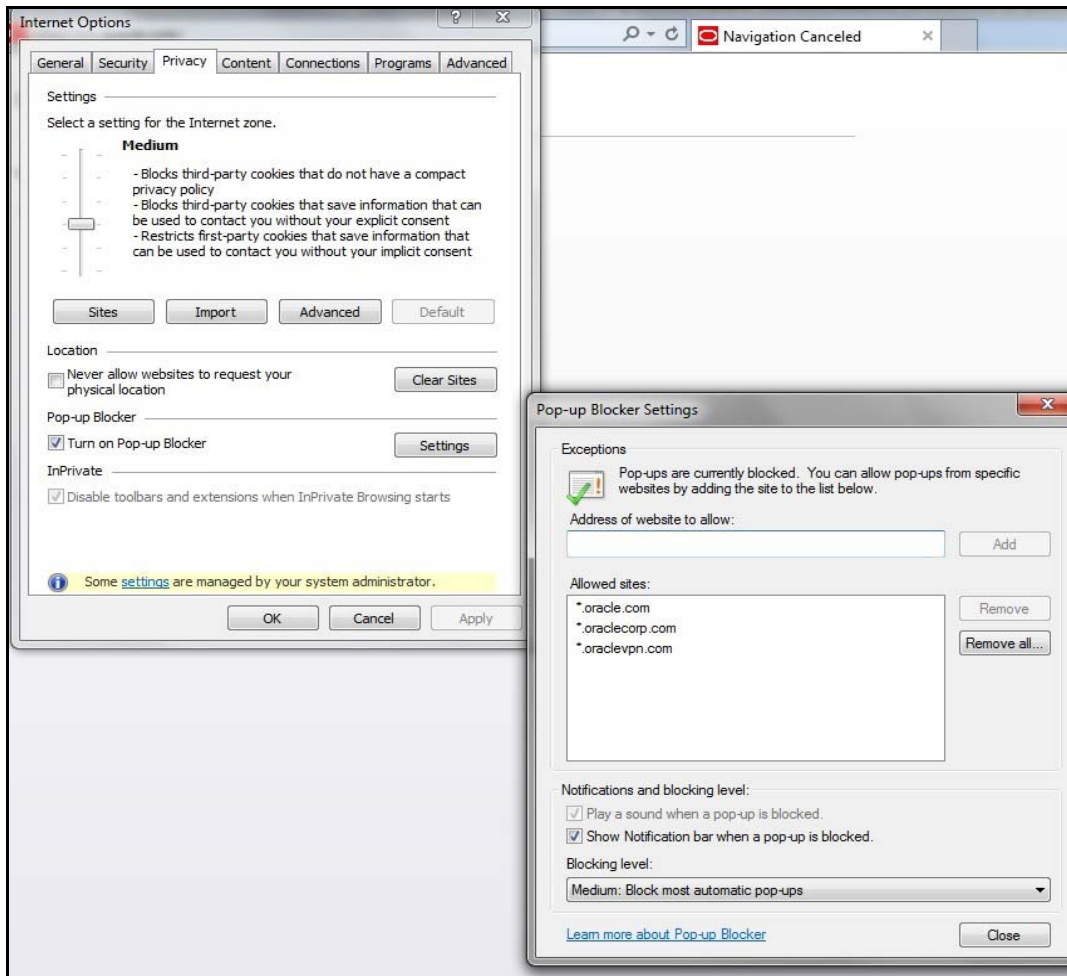 Internet Options
Navigation Canceled
General Security Privacy Content Connections Programs Advanced
Settings
Select a setting for the Internet zone.
Medium
- Blocks third-party cookies that do not have a compact
privacy policy
- Blocks third-party cookies that save information that can
be used to contact you without your explicit consent
- Restricts first-party cookies that save information that
can be used to contact you without your implicit consent
Sites Import Advanced Default
Location
Never allow websites to request your
physical location
Clear Sites
Pop-up Blocker
Turn on Pop-up Blocker
Settings
InPrivate
Disable toolbars and extensions when InPrivate Browsing starts
Some settings are managed by your system administrator.
OK Cancel Apply
Pop-up Blocker Settings
Exceptions
Pop-ups are currently blocked. You can allow pop-ups from specific
websites by adding the site to the list below.
Address of website to allow:
Add
Allowed sites:
*.oracle.com
*.oraclecorp.com
*.oraclevpn.com
Remove
Remove all...
Notifications and blocking level:
Play a sound when a pop-up is blocked.
Show Notification bar when a pop-up is blocked.
Blocking level:
Medium: Block most automatic pop-ups
Learn more about Pop-up Blocker
Close